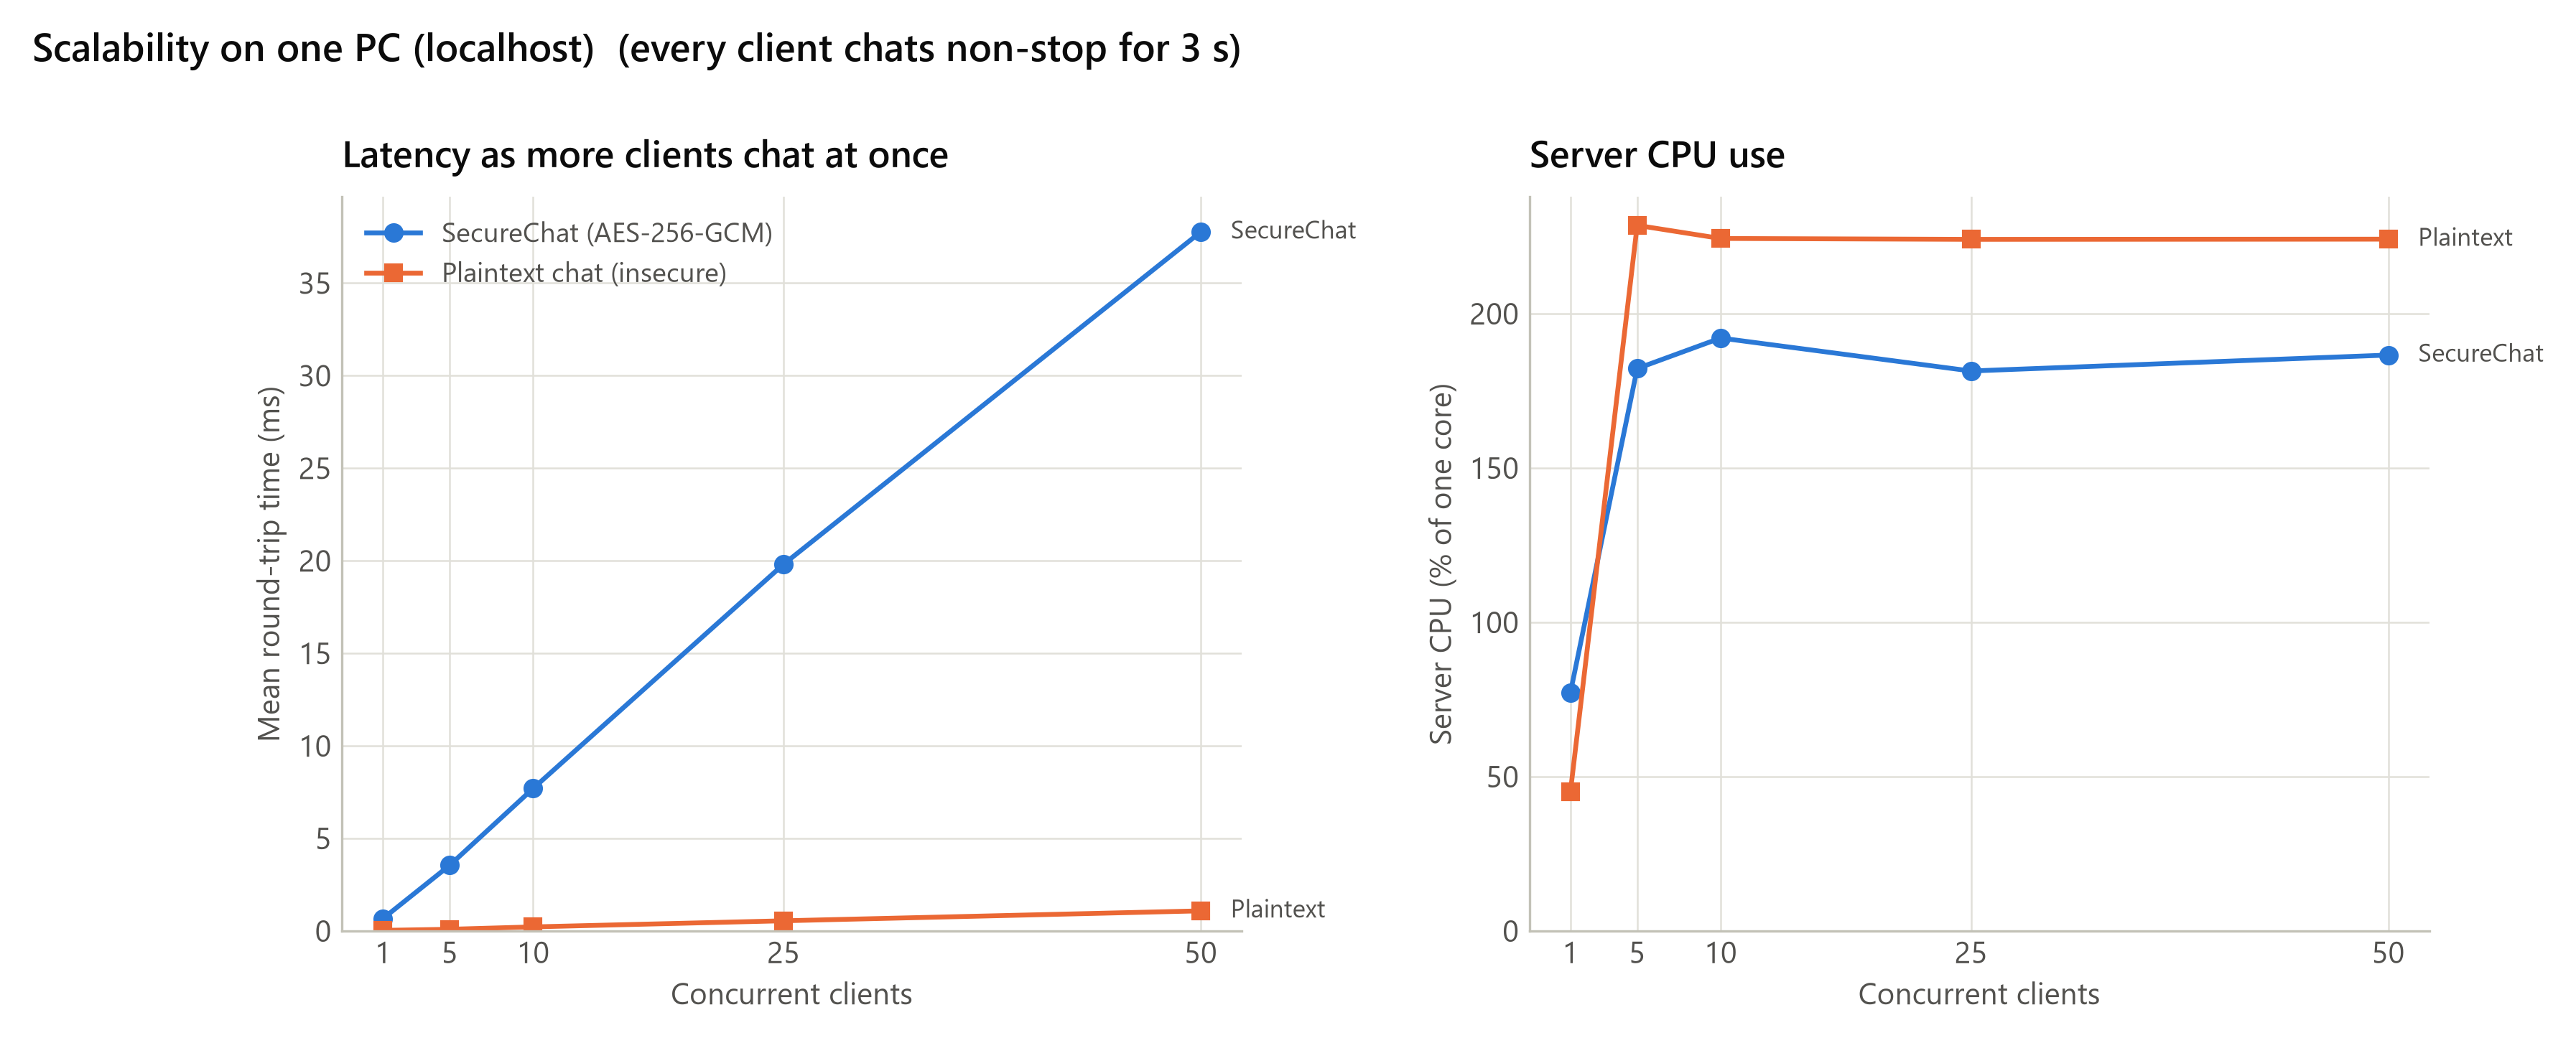 Scalability on one PC (localhost)  (every client chats non-stop for 3 s)
Latency as more clients chat at once
SecureChat (AES-256-GCM)
Plaintext chat (insecure)
SecureChat
Plaintext
Mean round-trip time (ms)
35
30
25
20
15
10
5
0
1 5 10 25 50
Concurrent clients
Server CPU use
Plaintext
SecureChat
Server CPU (% of one core)
200
150
100
50
0
1 5 10 25 50
Concurrent clients